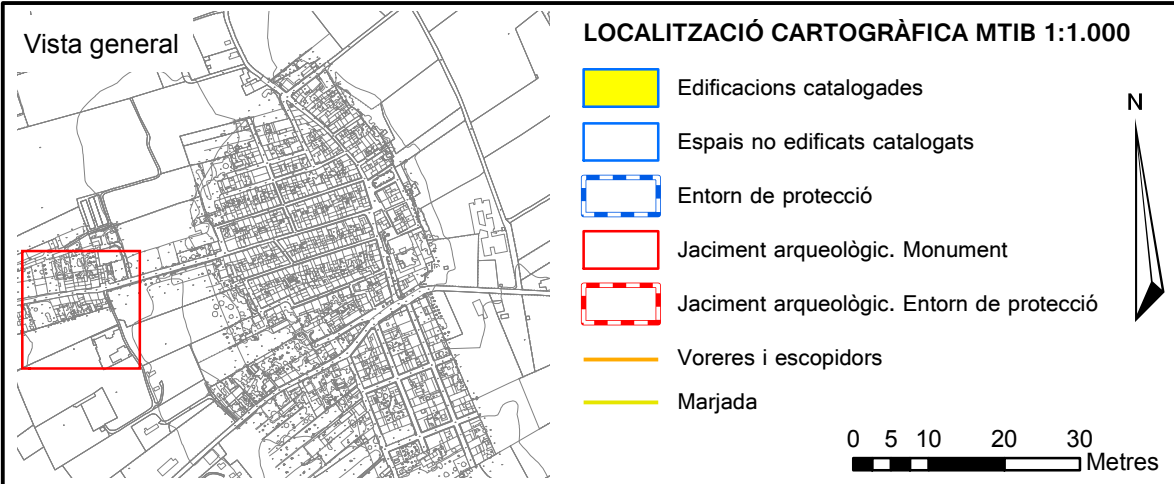 Vista general
LOCALITZACIÓ CARTOGRÀFICA MTIB 1:1.000
Edificacions catalogades
Espais no edificats catalogats
Entorn de protecció
Jaciment arqueològic. Monument
Jaciment arqueològic. Entorn de protecció
Voreres i escopidors
Marjada
N
0 5 10 20 30
Metres